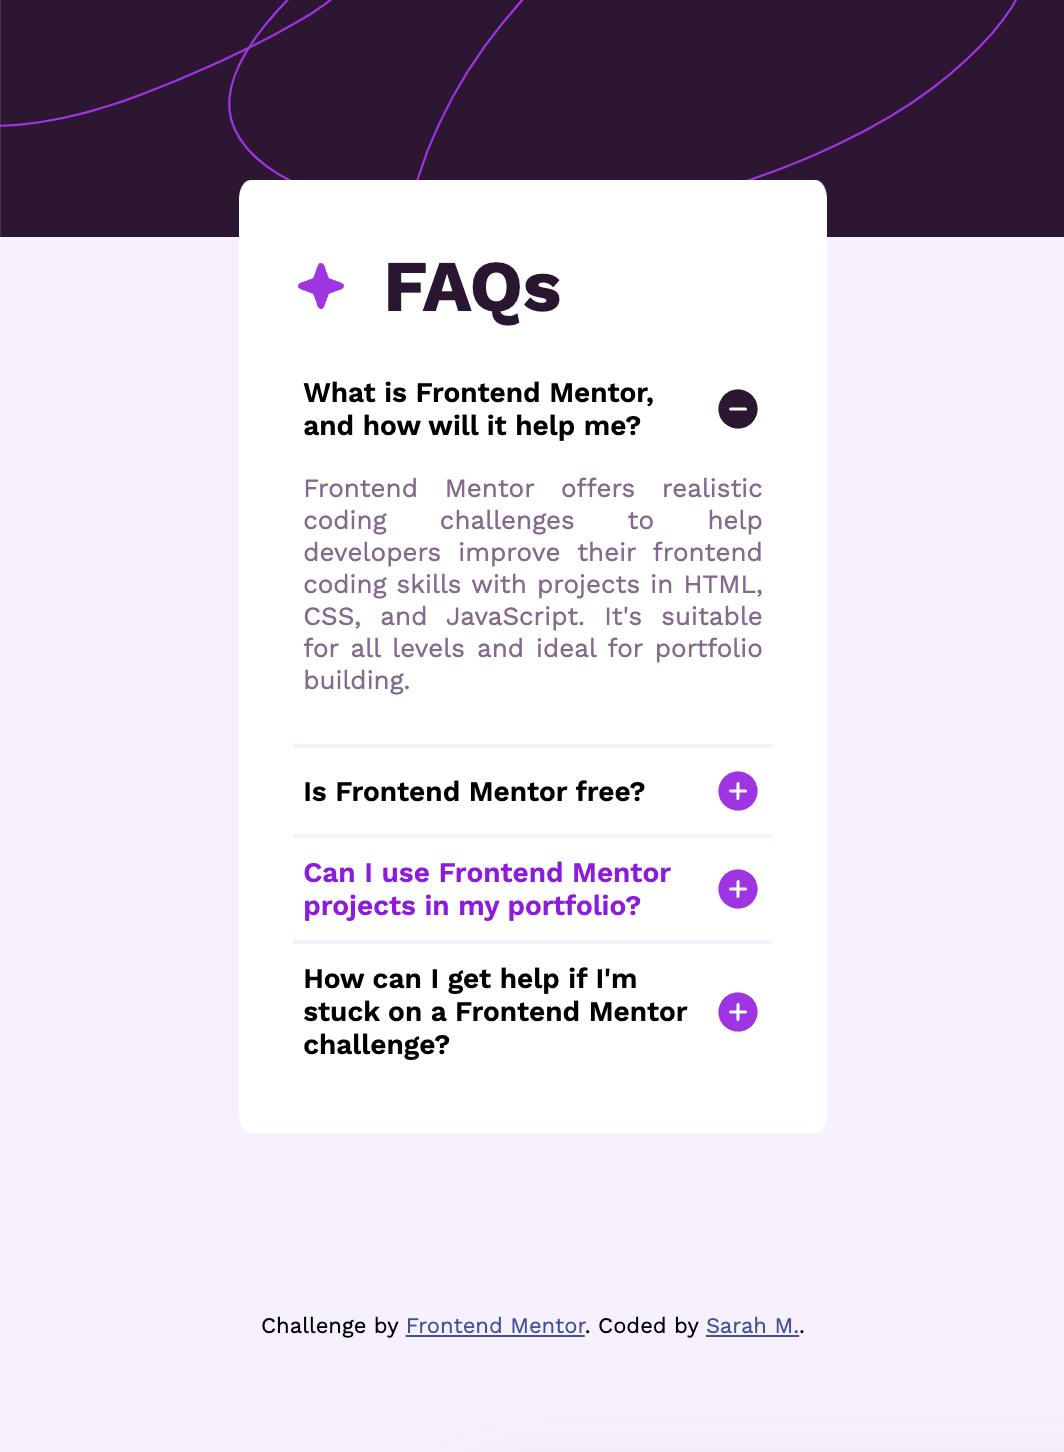 FAQs
What is Frontend Mentor,
and how will it help me?
Frontend Mentor offers realistic
coding challenges to help
developers improve their frontend
coding skills with projects in HTML,
CSS, and JavaScript. It's suitable
for all levels and ideal for portfolio
building.
Is Frontend Mentor free?
Can I use Frontend Mentor
projects in my portfolio?
How can I get help if I'm
stuck on a Frontend Mentor
challenge?
Challenge by Frontend Mentor. Coded by Sarah M..